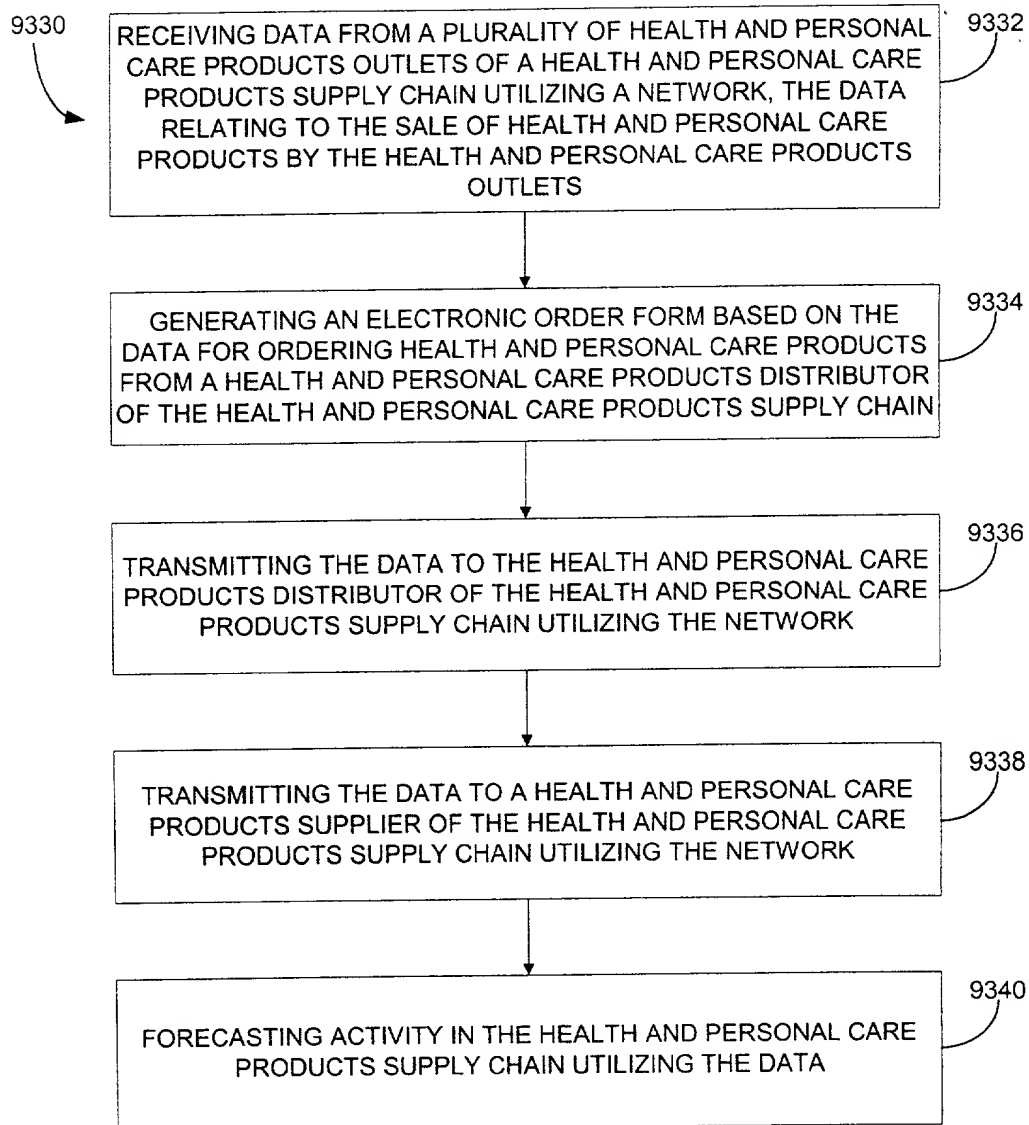 9330
9332
RECEIVING DATA FROM A PLURALITY OF HEALTH AND PERSONAL
CARE PRODUCTS OUTLETS OF A HEALTH AND PERSONAL CARE
PRODUCTS SUPPLY CHAIN UTILIZING A NETWORK, THE DATA
RELATING TO THE SALE OF HEALTH AND PERSONAL CARE
PRODUCTS BY THE HEALTH AND PERSONAL CARE PRODUCTS
OUTLETS
9334
GENERATING AN ELECTRONIC ORDER FORM BASED ON THE
DATA FOR ORDERING HEALTH AND PERSONAL CARE PRODUCTS
FROM A HEALTH AND PERSONAL CARE PRODUCTS DISTRIBUTOR
OF THE HEALTH AND PERSONAL CARE PRODUCTS SUPPLY CHAIN
9336
TRANSMITTING THE DATA TO THE HEALTH AND PERSONAL CARE
PRODUCTS DISTRIBUTOR OF THE HEALTH AND PERSONAL CARE
PRODUCTS SUPPLY CHAIN UTILIZING THE NETWORK
9338
TRANSMITTING THE DATA TO A HEALTH AND PERSONAL CARE
PRODUCTS SUPPLIER OF THE HEALTH AND PERSONAL CARE
PRODUCTS SUPPLY CHAIN UTILIZING THE NETWORK
9340
FORECASTING ACTIVITY IN THE HEALTH AND PERSONAL CARE
PRODUCTS SUPPLY CHAIN UTILIZING THE DATA